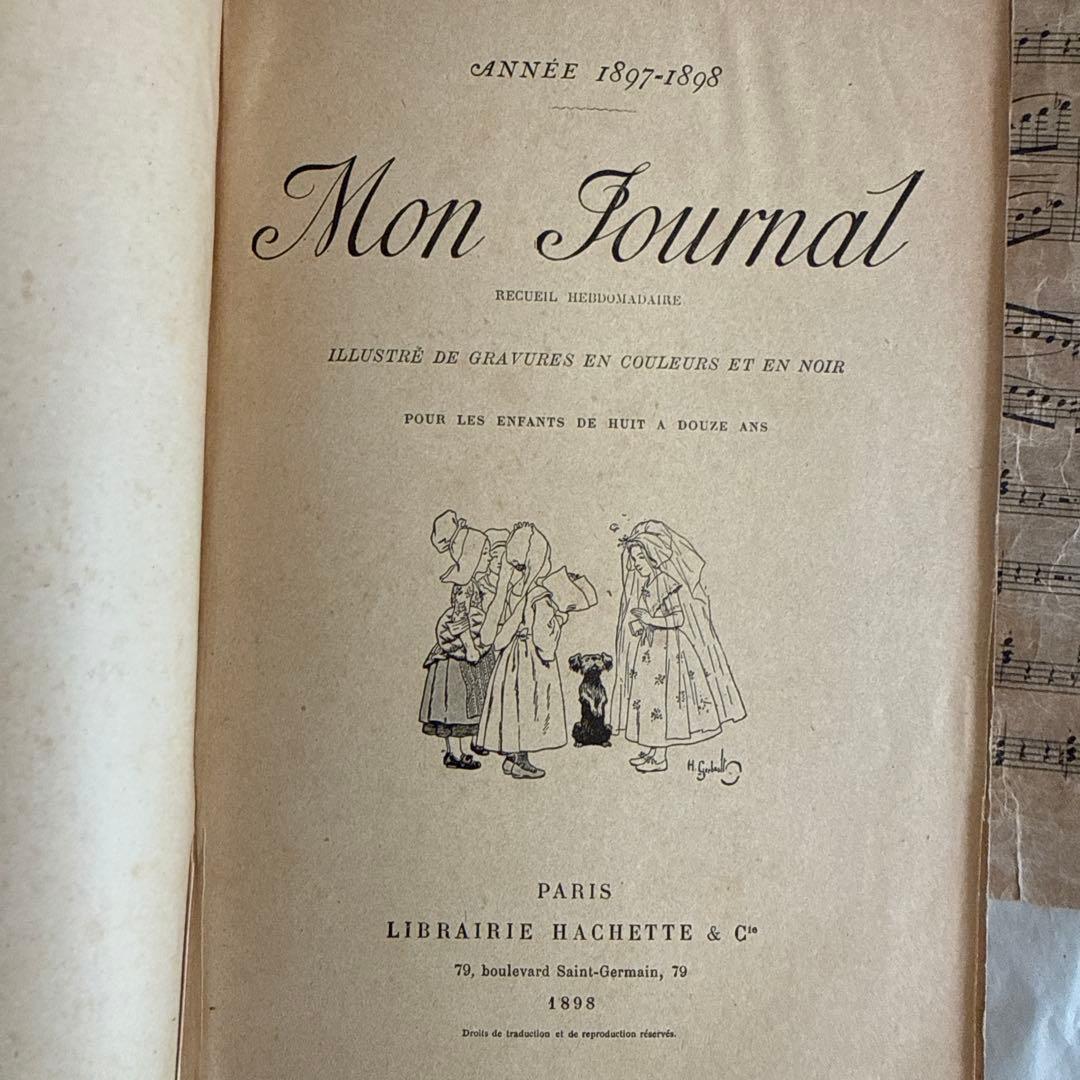 ANNÉE 1897-1898
Mon Journal
RECUEIL HEBDOMADAIRE
ILLUSTRÉ DE GRAVURES EN COULEURS ET EN NOIR
POUR LES ENFANTS DE HUIT A DOUZE ANS
H. Gerbault
PARIS
LIBRAIRIE HACHETTE & Cie
79, boulevard Saint-Germain, 79
1898
Droits de traduction et de reproduction réservés.